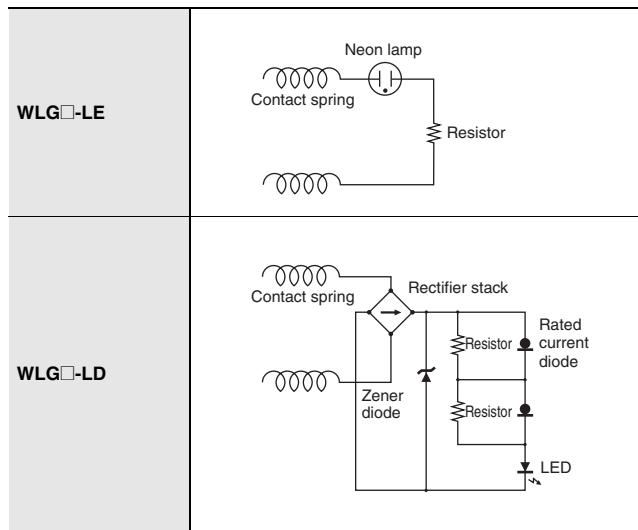 WLG□-LE
Neon lamp
Contact spring
Resistor
WLG□-LD
Contact spring
Rectifier stack
Zener
diode
Resistor
Rated
current
diode
Resistor
LED